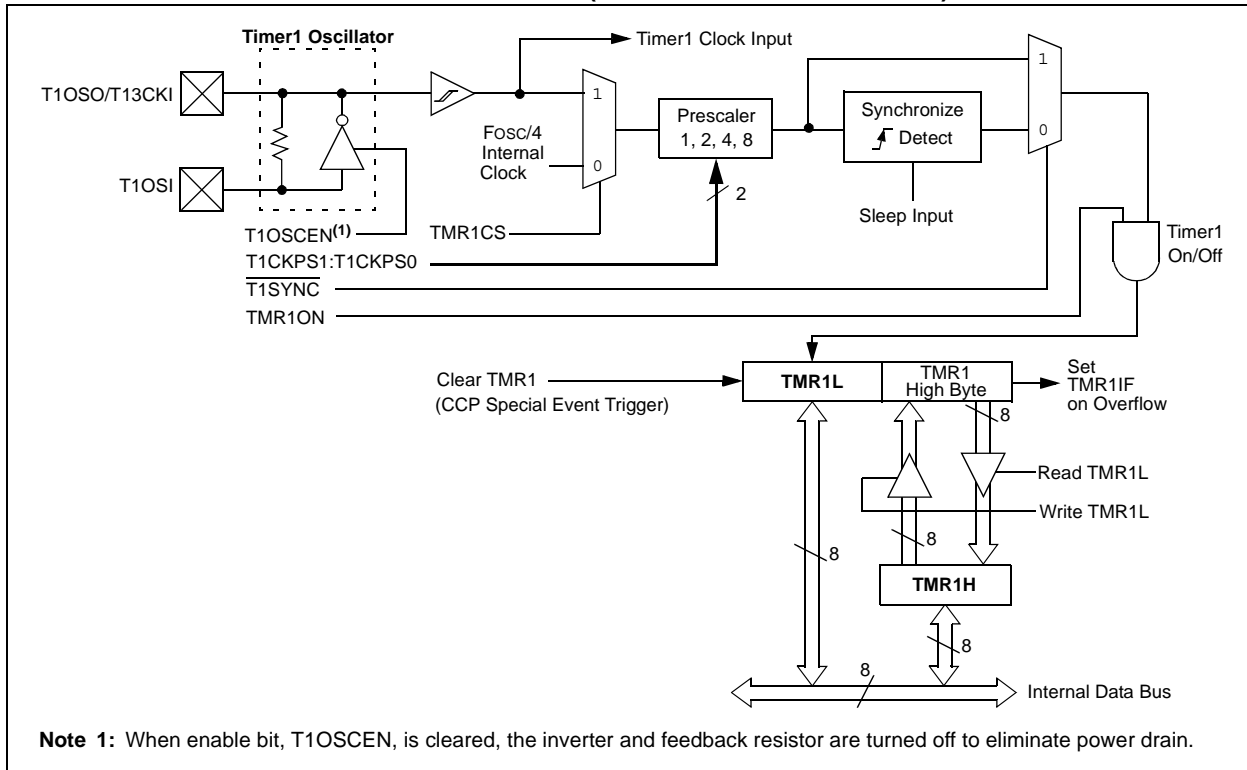 Timer1 Oscillator
Timer1 Clock Input
1
T1OSO/T13CKI
1
Prescaler
1, 2, 4, 8
Synchronize
Detect
FOSC/4
Internal
Clock
0
0
T1OSI
2
Sleep Input
T1OSCEN(1)
TMR1CS
Timer1
On/Off
T1CKPS1:T1CKPS0
T1SYNC
TMR1ON
Clear TMR1
(CCP Special Event Trigger)
TMR1L
TMR1
High Byte
Set
TMR1IF
on Overflow
8
Read TMR1L
Write TMR1L
8
8
TMR1H
8
8
Internal Data Bus
Note 1: When enable bit, T1OSCEN, is cleared, the inverter and feedback resistor are turned off to eliminate power drain.